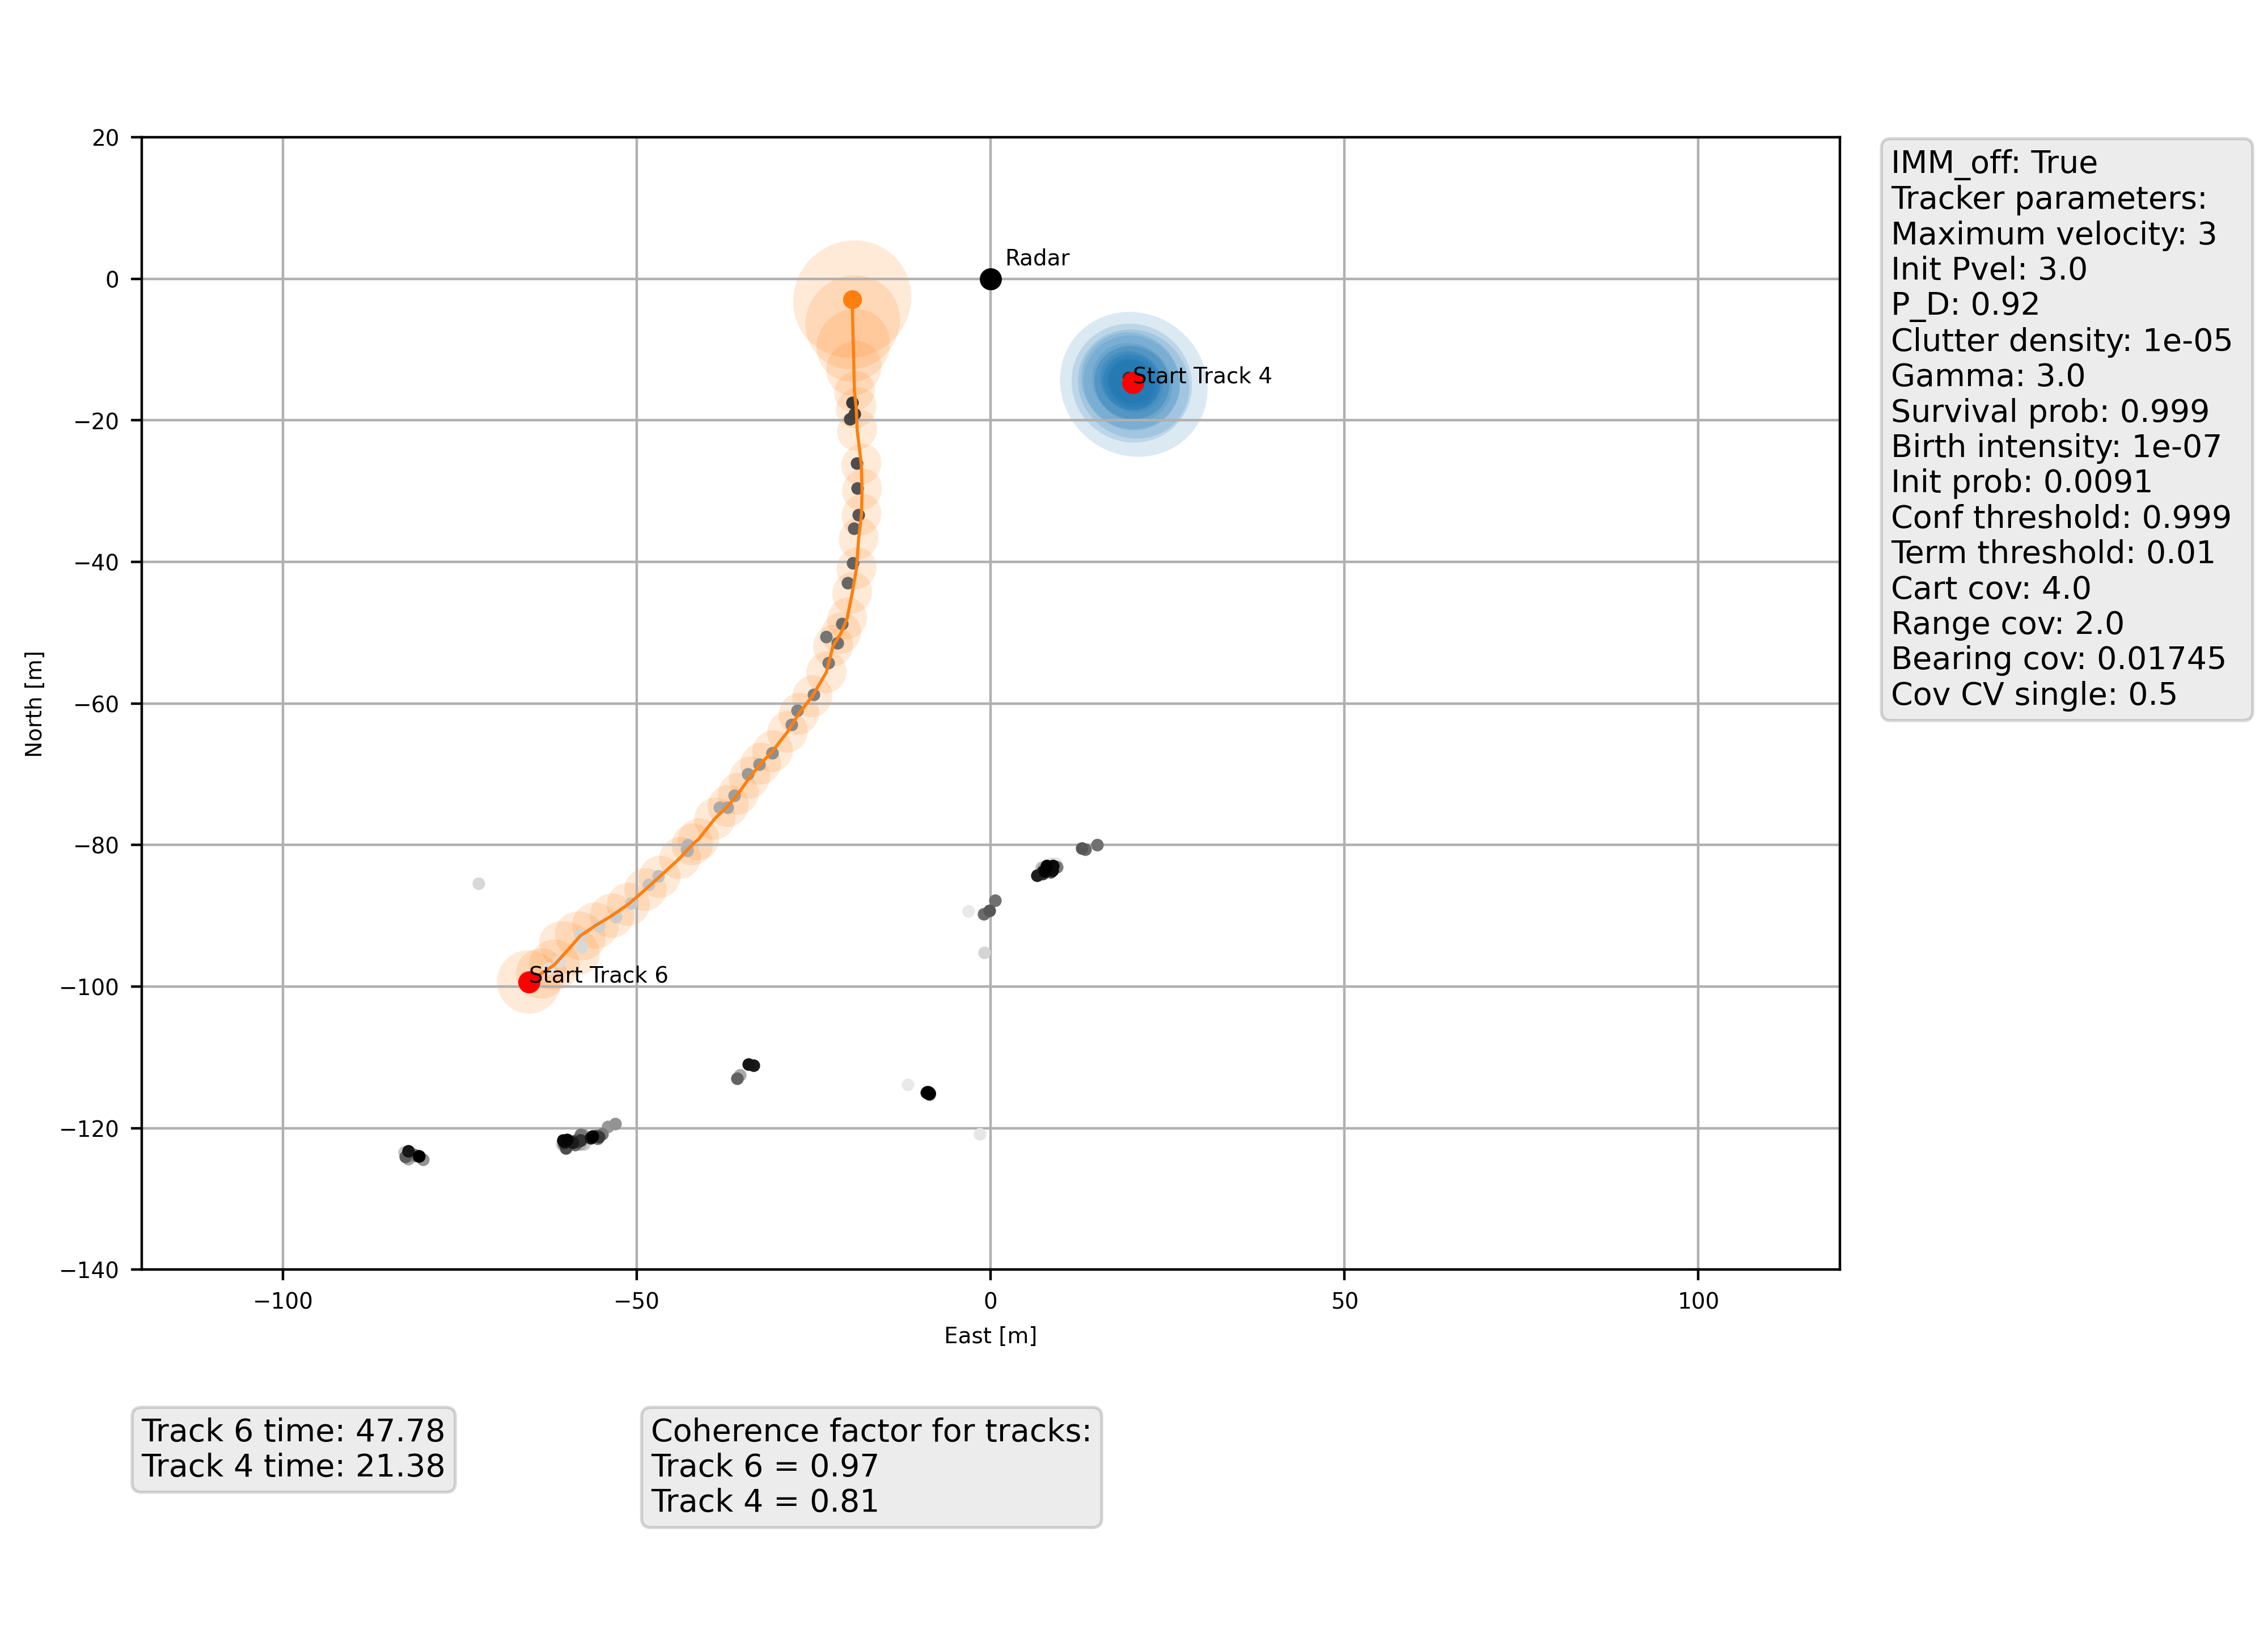 20
0
−20
−40
−60
−80
−100
−120
−140
North [m]
Radar
Start Track 4
Start Track 6
−100
−50
0
50
100
East [m]
IMM_off: True
Tracker parameters:
Maximum velocity: 3
Init Pvel: 3.0
P_D: 0.92
Clutter density: 1e-05
Gamma: 3.0
Survival prob: 0.999
Birth intensity: 1e-07
Init prob: 0.0091
Conf threshold: 0.999
Term threshold: 0.01
Cart cov: 4.0
Range cov: 2.0
Bearing cov: 0.01745
Cov CV single: 0.5
Track 6 time: 47.78
Track 4 time: 21.38
Coherence factor for tracks:
Track 6 = 0.97
Track 4 = 0.81